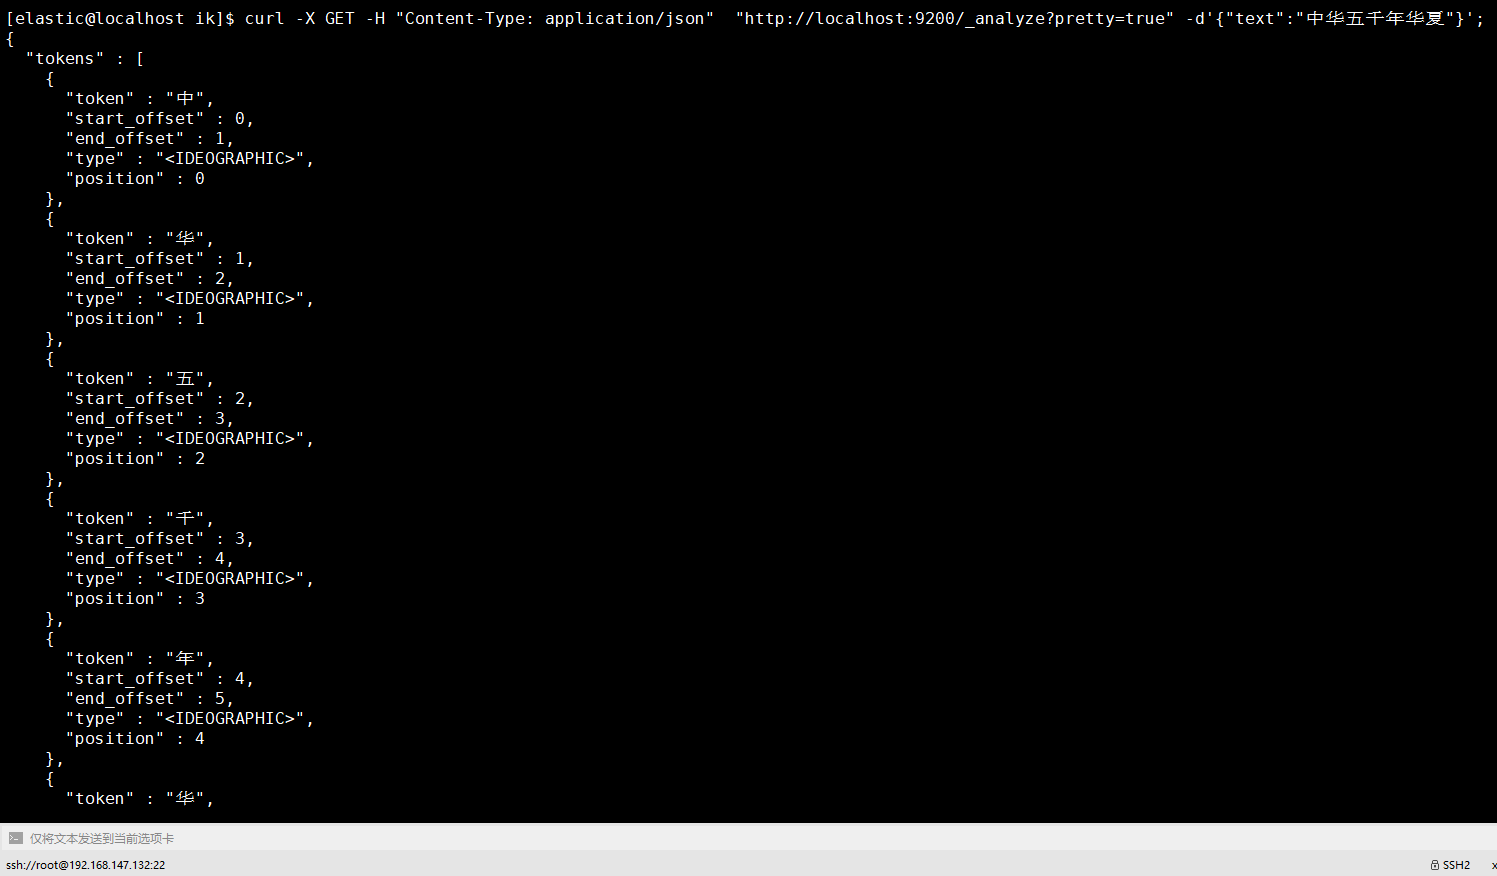 [elastic@localhost ik]$ curl -X GET -H "Content-Type: application/json"  "http://localhost:9200/_analyze?pretty=true" -d'{"text":"中华五千年华夏"}';
{
  "tokens" : [
    {
      "token" : "中",
      "start_offset" : 0,
      "end_offset" : 1,
      "type" : "<IDEOGRAPHIC>",
      "position" : 0
    },
    {
      "token" : "华",
      "start_offset" : 1,
      "end_offset" : 2,
      "type" : "<IDEOGRAPHIC>",
      "position" : 1
    },
    {
      "token" : "五",
      "start_offset" : 2,
      "end_offset" : 3,
      "type" : "<IDEOGRAPHIC>",
      "position" : 2
    },
    {
      "token" : "千",
      "start_offset" : 3,
      "end_offset" : 4,
      "type" : "<IDEOGRAPHIC>",
      "position" : 3
    },
    {
      "token" : "年",
      "start_offset" : 4,
      "end_offset" : 5,
      "type" : "<IDEOGRAPHIC>",
      "position" : 4
    },
    {
      "token" : "华",
仅将文本发送到当前选项卡
ssh://root@192.168.147.132:22 SSH2